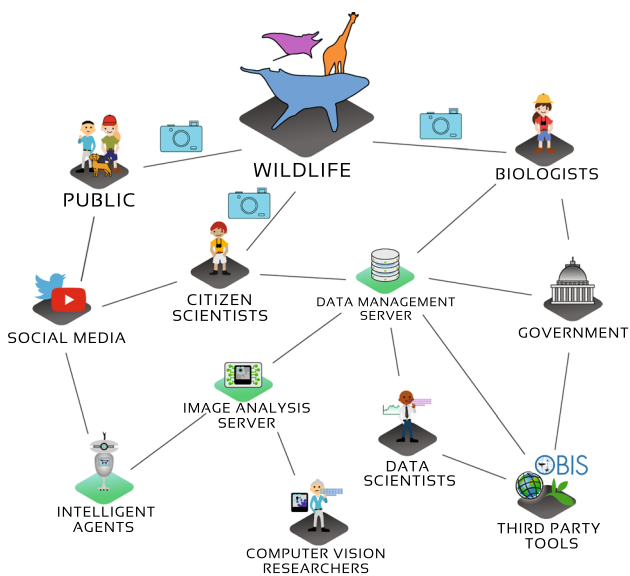 WILDLIFE
PUBLIC
BIOLOGISTS
CITIZEN
SCIENTISTS
DATA MANAGEMENT
SERVER
SOCIAL MEDIA
GOVERNMENT
IMAGE ANALYSIS
SERVER
DATA
SCIENTISTS
OBIS
INTELLIGENT
AGENTS
THIRD PARTY
TOOLS
COMPUTER VISION
RESEARCHERS